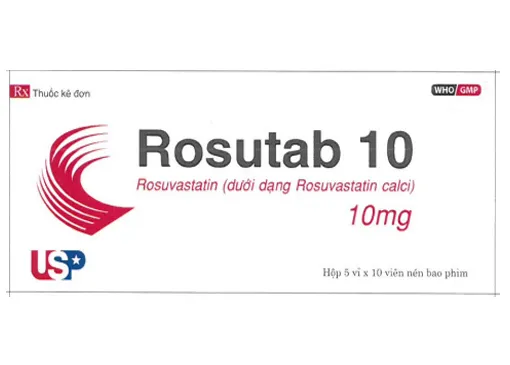 Rx Thuốc kê đơn
WHO GMP
Rosutab 10
Rosuvastatin (dưới dạng Rosuvastatin calci)
10mg
USP
Hộp 5 vỉ x 10 viên nén bao phim